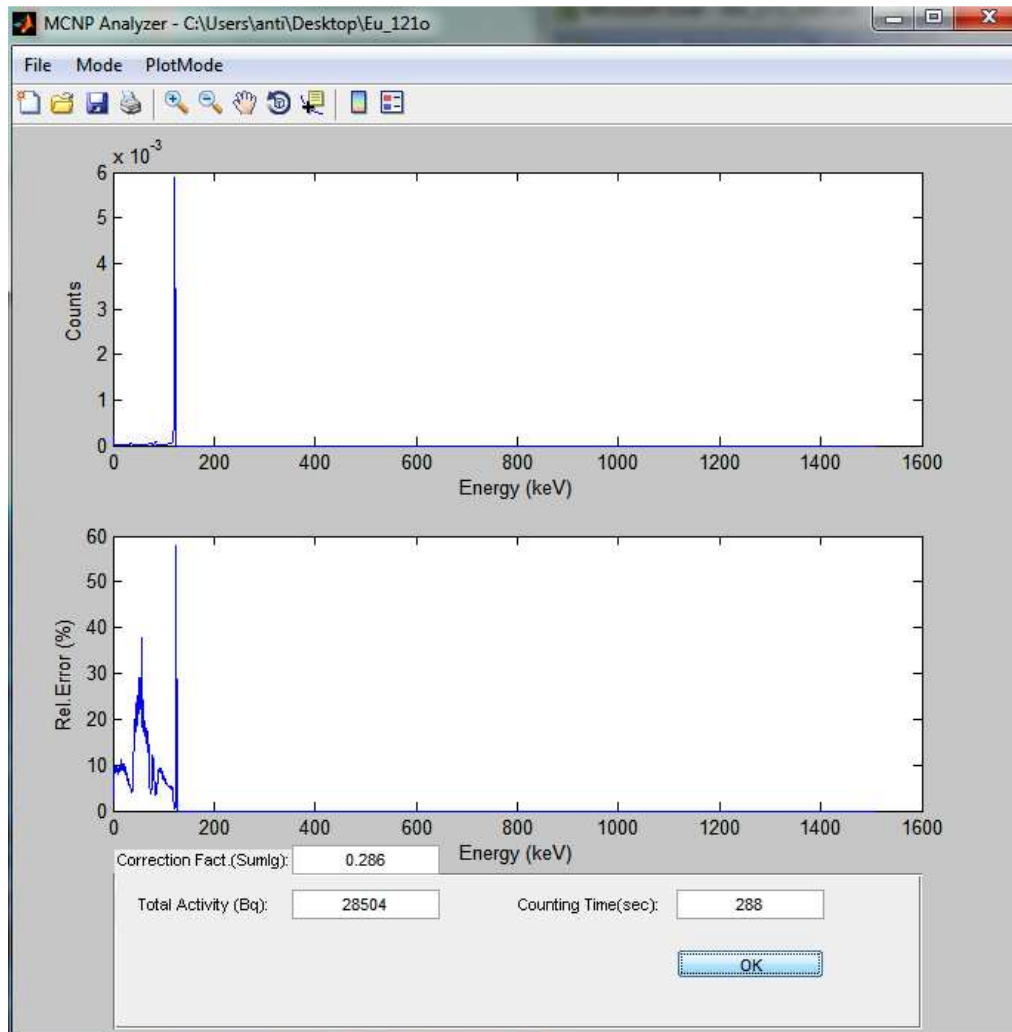 MCNP Analyzer - C:\Users\anti\Desktop\Eu_121o
File Mode PlotMode
x 10^-3
6
5
4
3
2
1
0
Counts
0 200 400 600 800 1000 1200 1400 1600
Energy (keV)
60
50
40
30
20
10
0
Rel.Error (%)
0 200 400 600 800 1000 1200 1400 1600
Energy (keV)
Correction Fact.(SumIg): 0.286
Total Activity (Bq): 28504 Counting Time(sec): 288
OK